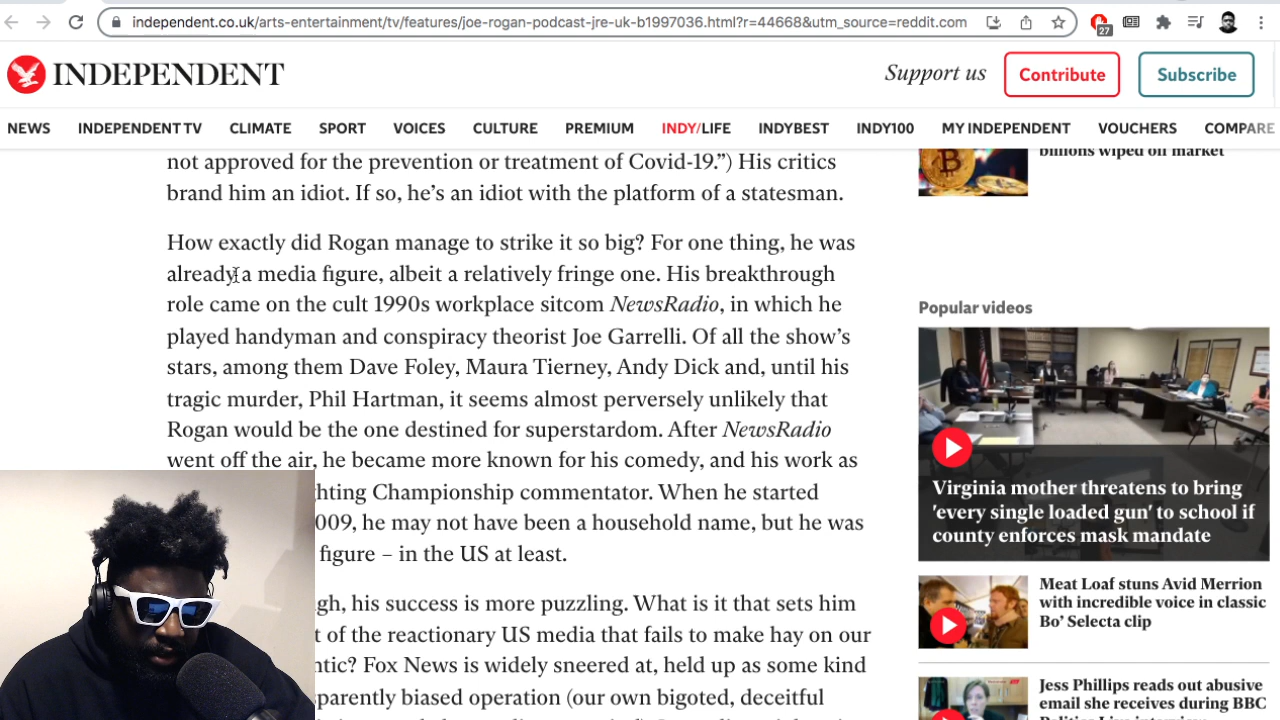 independent.co.uk/arts-entertainment/tv/features/joe-rogan-podcast-jre-uk-b1997036.html?r=44668&utm_source=reddit.com
27
INDEPENDENT
Support us
Contribute
Subscribe
NEWS INDEPENDENT TV CLIMATE SPORT VOICES CULTURE PREMIUM INDY/LIFE INDYBEST INDY100 MY INDEPENDENT VOUCHERS COMPARE
not approved for the prevention or treatment of Covid-19.”) His critics
brand him an idiot. If so, he’s an idiot with the platform of a statesman.
How exactly did Rogan manage to strike it so big? For one thing, he was
already a media figure, albeit a relatively fringe one. His breakthrough
role came on the cult 1990s workplace sitcom NewsRadio, in which he
played handyman and conspiracy theorist Joe Garrelli. Of all the show’s
stars, among them Dave Foley, Maura Tierney, Andy Dick and, until his
tragic murder, Phil Hartman, it seems almost perversely unlikely that
Rogan would be the one destined for superstardom. After NewsRadio
went off the air, he became more known for his comedy, and his work as
hting Championship commentator. When he started
009, he may not have been a household name, but he was
figure – in the US at least.
gh, his success is more puzzling. What is it that sets him
t of the reactionary US media that fails to make hay on our
ntic? Fox News is widely sneered at, held up as some kind
parently biased operation (our own bigoted, deceitful
billions wiped off market
Popular videos
Virginia mother threatens to bring
'every single loaded gun' to school if
county enforces mask mandate
Meat Loaf stuns Avid Merrion
with incredible voice in classic
Bo’ Selecta clip
Jess Phillips reads out abusive
email she receives during BBC